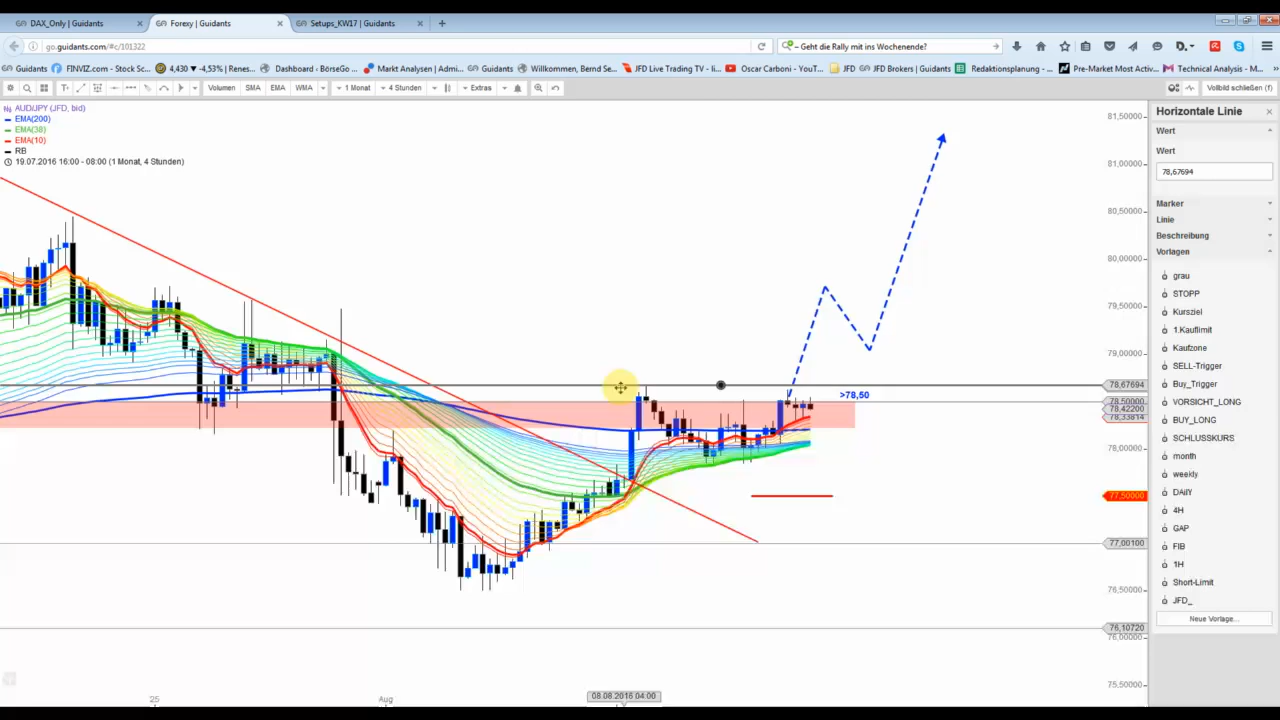 DAX_Only | Guidants
Forexy | Guidants
Setups_KW17 | Guidants
go.guidants.com/#c/101322
– Geht die Rally mit ins Wochenende?
Guidants
FINVIZ.com - Stock Sc...
4,430 ▼ -4,53% | Renes...
Dashboard - BörseGo ...
Markt Analysen | Admi...
Guidants
Willkommen, Bernd Se...
JFD Live Trading TV - li...
Oscar Carboni - YouT...
JFD
JFD Brokers | Guidants
Redaktionsplanung - ...
Pre-Market Most Activ...
Technical Analysis - M...
Volumen
SMA
EMA
WMA
1 Monat
4 Stunden
Extras
Vollbild schließen (f)
AUD/JPY (JFD, bid)
EMA(200)
EMA(38)
EMA(10)
RB
19.07.2016 16:00 - 08:00 (1 Monat, 4 Stunden)
>78,50
81,50000
81,00000
80,50000
80,00000
79,50000
79,00000
78,67694
78,50000
78,42200
78,33814
78,00000
77,50000
77,00100
76,50000
76,10720
76,00000
75,50000
25
Aug
08.08.2016 04:00
Horizontale Linie
Wert
Wert
78,67694
Marker
Linie
Beschreibung
Vorlagen
grau
STOPP
Kursziel
1.Kauflimit
Kaufzone
SELL-Trigger
Buy_Trigger
VORSICHT_LONG
BUY_LONG
SCHLUSSKURS
month
weekly
DAIlY
4H
GAP
FIB
1H
Short-Limit
JFD_
Neue Vorlage...